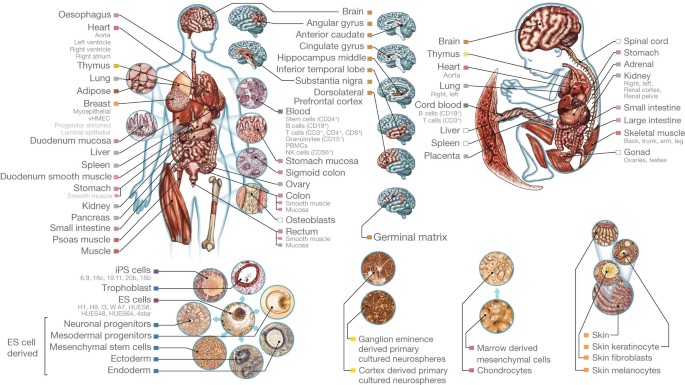 Oesophagus
Heart
Aorta
Left ventricle
Right ventricle
Right atrium
Thymus
Lung
Adipose
Breast
Myoepithelial
vHMEC
Progenitor enriched
Luminal epithelial
Duodenum mucosa
Liver
Spleen
Duodenum smooth muscle
Stomach
Smooth muscle
Kidney
Pancreas
Small intestine
Psoas muscle
Muscle
Brain
Angular gyrus
Anterior caudate
Cingulate gyrus
Hippocampus middle
Inferior temporal lobe
Substantia nigra
Dorsolateral
Prefrontal cortex
Blood
Stem cells (CD34⁺)
B cells (CD19⁺)
T cells (CD3⁺, CD4⁺, CD8⁺)
Granulocytes (CD15⁺)
PBMCs
NK cells (CD56⁺)
Stomach mucosa
Sigmoid colon
Ovary
Colon
Smooth muscle
Mucosa
Osteoblasts
Rectum
Smooth muscle
Mucosa
Germinal matrix
Brain
Thymus
Heart
Aorta
Lung
Right, left
Cord blood
B cells (CD19⁺)
T cells (CD3⁺)
Liver
Spleen
Placenta
Spinal cord
Stomach
Adrenal
Kidney
Right, left,
Renal cortex,
Renal pelvis
Small intestine
Large intestine
Skeletal muscle
Back, trunk, arm, leg
Gonad
Ovaries, testes
iPS cells
6.9, 18c, 19.11, 20b, 15b
Trophoblast
ES cells
H1, H9, I3, WA7, HUES6,
HUES48, HUES64, 4star
ES cell
derived
Neuronal progenitors
Mesodermal progenitors
Mesenchymal stem cells
Ectoderm
Endoderm
Ganglion eminence
derived primary
cultured neurospheres
Cortex derived primary
cultured neurospheres
Marrow derived
mesenchymal cells
Chondrocytes
Skin
Skin keratinocyte
Skin fibroblasts
Skin melanocytes